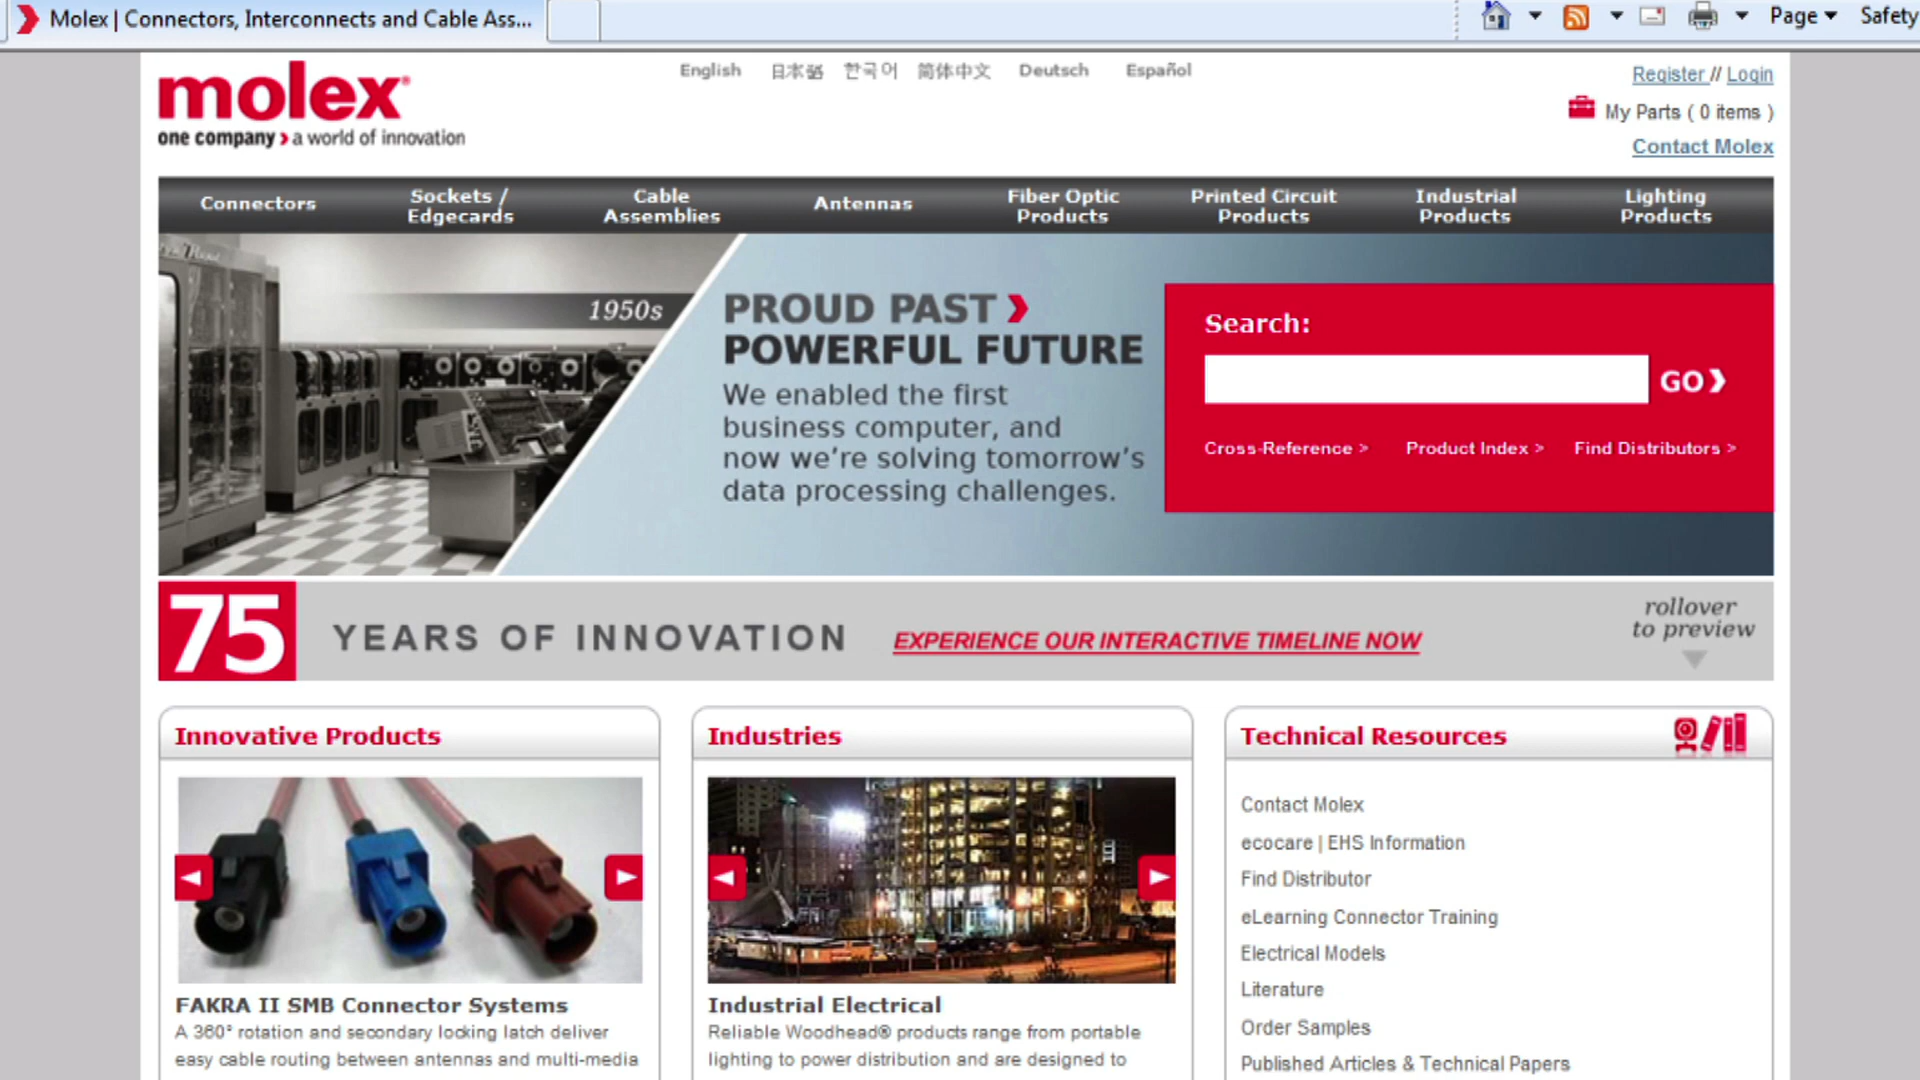 Molex | Connectors, Interconnects and Cable Ass...
Page
Safety
molex®
one company > a world of innovation
English 日本語 한국어 简体中文 Deutsch Español
Register // Login
My Parts ( 0 items )
Contact Molex
Connectors
Sockets / Edgecards
Cable Assemblies
Antennas
Fiber Optic Products
Printed Circuit Products
Industrial Products
Lighting Products
1950s
PROUD PAST
POWERFUL FUTURE
We enabled the first
business computer, and
now we're solving tomorrow's
data processing challenges.
Search:
GO
Cross-Reference > Product Index > Find Distributors >
75 YEARS OF INNOVATION
EXPERIENCE OUR INTERACTIVE TIMELINE NOW
rollover
to preview
Innovative Products
FAKRA II SMB Connector Systems
A 360° rotation and secondary locking latch deliver
easy cable routing between antennas and multi-media
Industries
Industrial Electrical
Reliable Woodhead® products range from portable
lighting to power distribution and are designed to
Technical Resources
Contact Molex
ecocare | EHS Information
Find Distributor
eLearning Connector Training
Electrical Models
Literature
Order Samples
Published Articles & Technical Papers